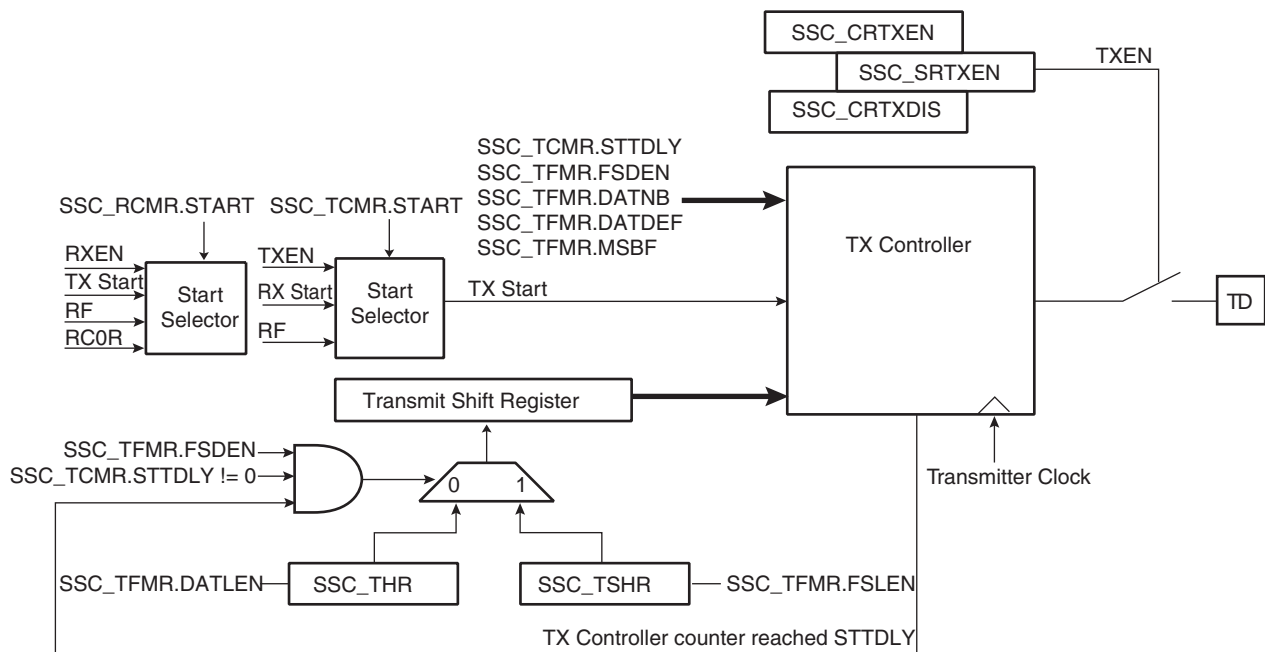 SSC_CRTXEN
SSC_SRTXEN
SSC_CRTXDIS
TXEN
SSC_TCMR.STTDLY
SSC_TFMR.FSDEN
SSC_TFMR.DATNB
SSC_TFMR.DATDEF
SSC_TFMR.MSBF
SSC_RCMR.START
SSC_TCMR.START
RXEN
TX Start
RF
RC0R
Start
Selector
TXEN
RX Start
RF
Start
Selector
TX Start
TX Controller
TD
Transmit Shift Register
SSC_TFMR.FSDEN
SSC_TCMR.STTDLY != 0
0
1
Transmitter Clock
SSC_TFMR.DATLEN
SSC_THR
SSC_TSHR
SSC_TFMR.FSLEN
TX Controller counter reached STTDLY